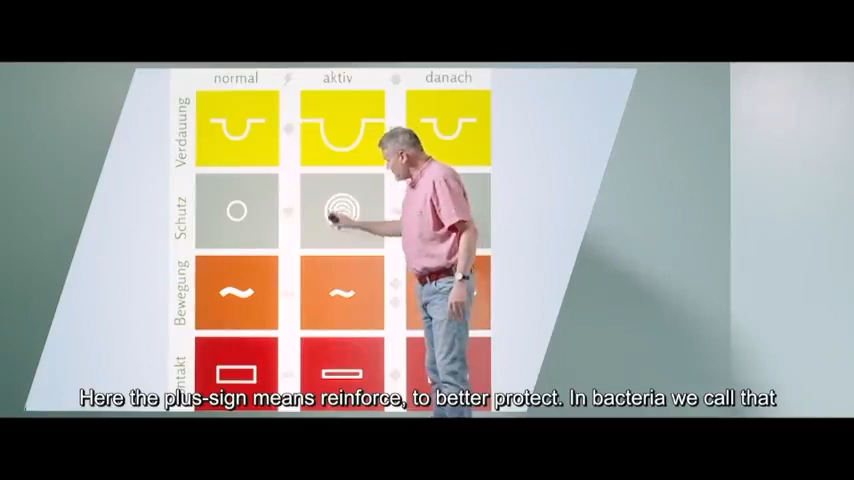 normal aktiv danach
Verdauung
Schutz
Bewegung
ntakt
Here the plus-sign means reinforce, to better protect. In bacteria we call that